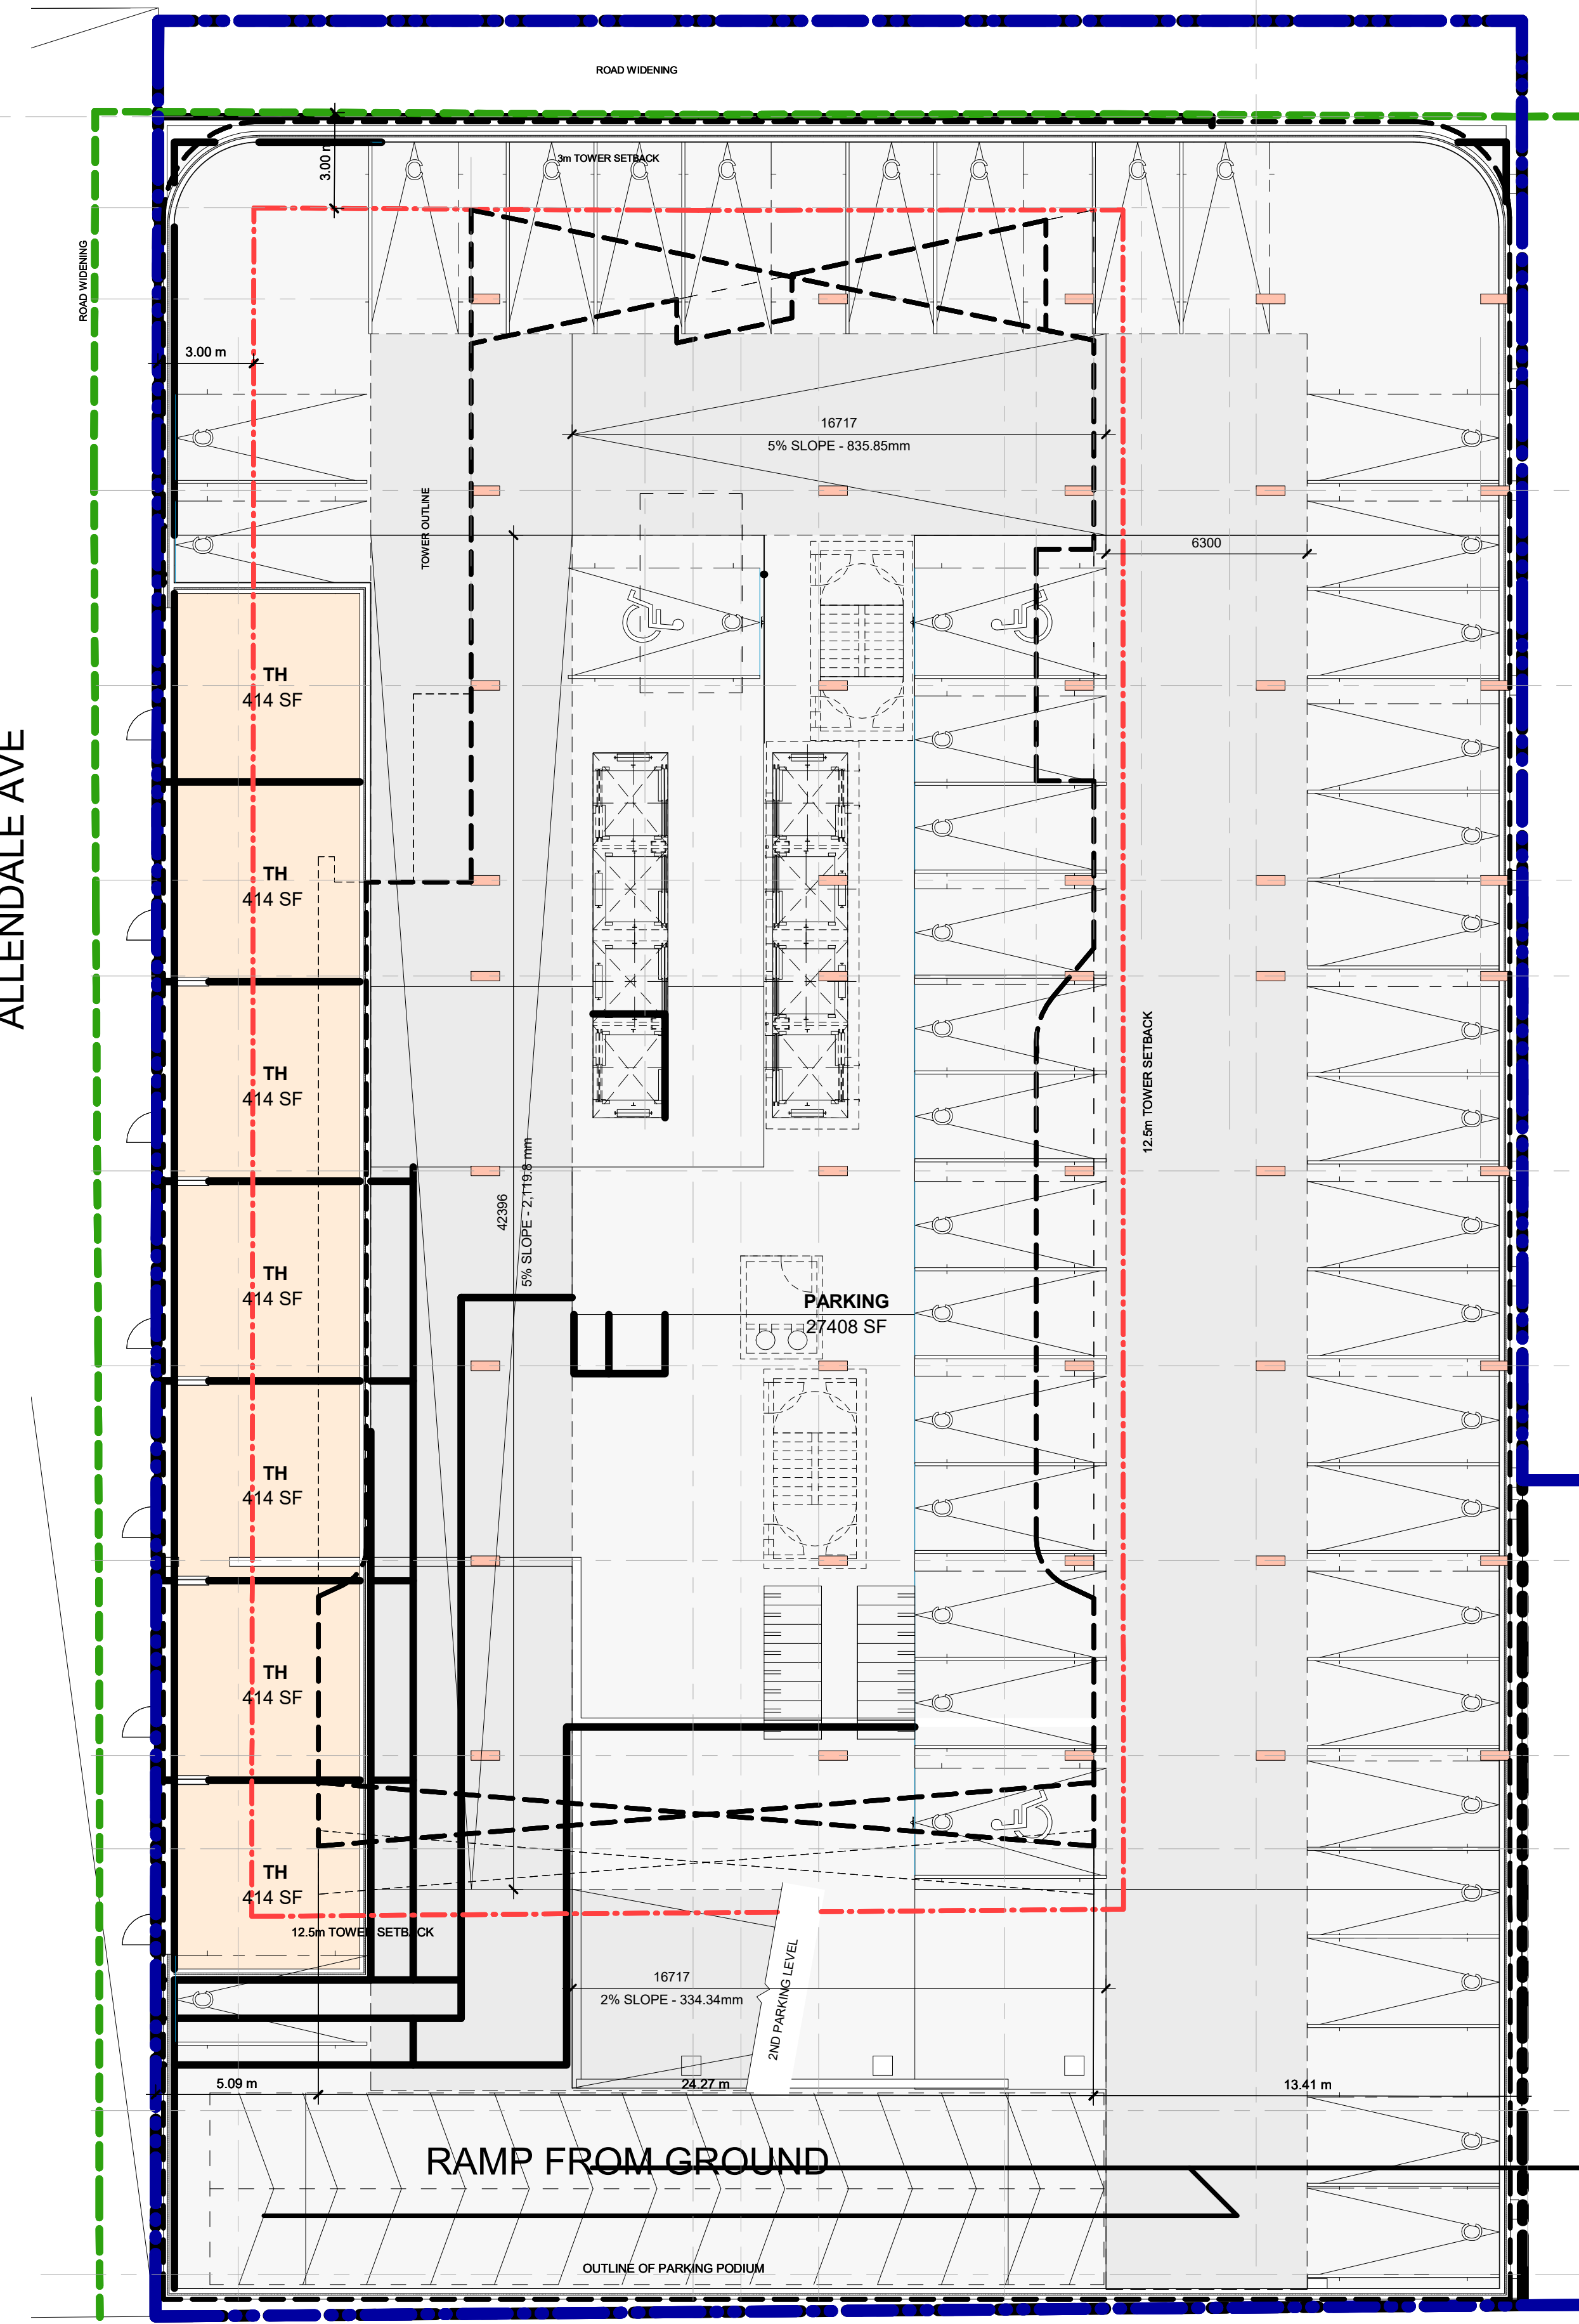 ROAD WIDENING
3m TOWER SETBACK
3.00 m
ROAD WIDENING
3.00 m
16717
5% SLOPE - 835.85mm
TOWER OUTLINE
6300
TH
414 SF
ALLENDALE AVE
TH
414 SF
TH
414 SF
12.5m TOWER SETBACK
42396
5% SLOPE - 2,119.8 mm
TH
414 SF
PARKING
27408 SF
TH
414 SF
TH
414 SF
TH
414 SF
12.5m TOWER SETBACK
16717
2% SLOPE - 334.34mm
2ND PARKING LEVEL
5.09 m
24.27 m
13.41 m
RAMP FROM GROUND
OUTLINE OF PARKING PODIUM